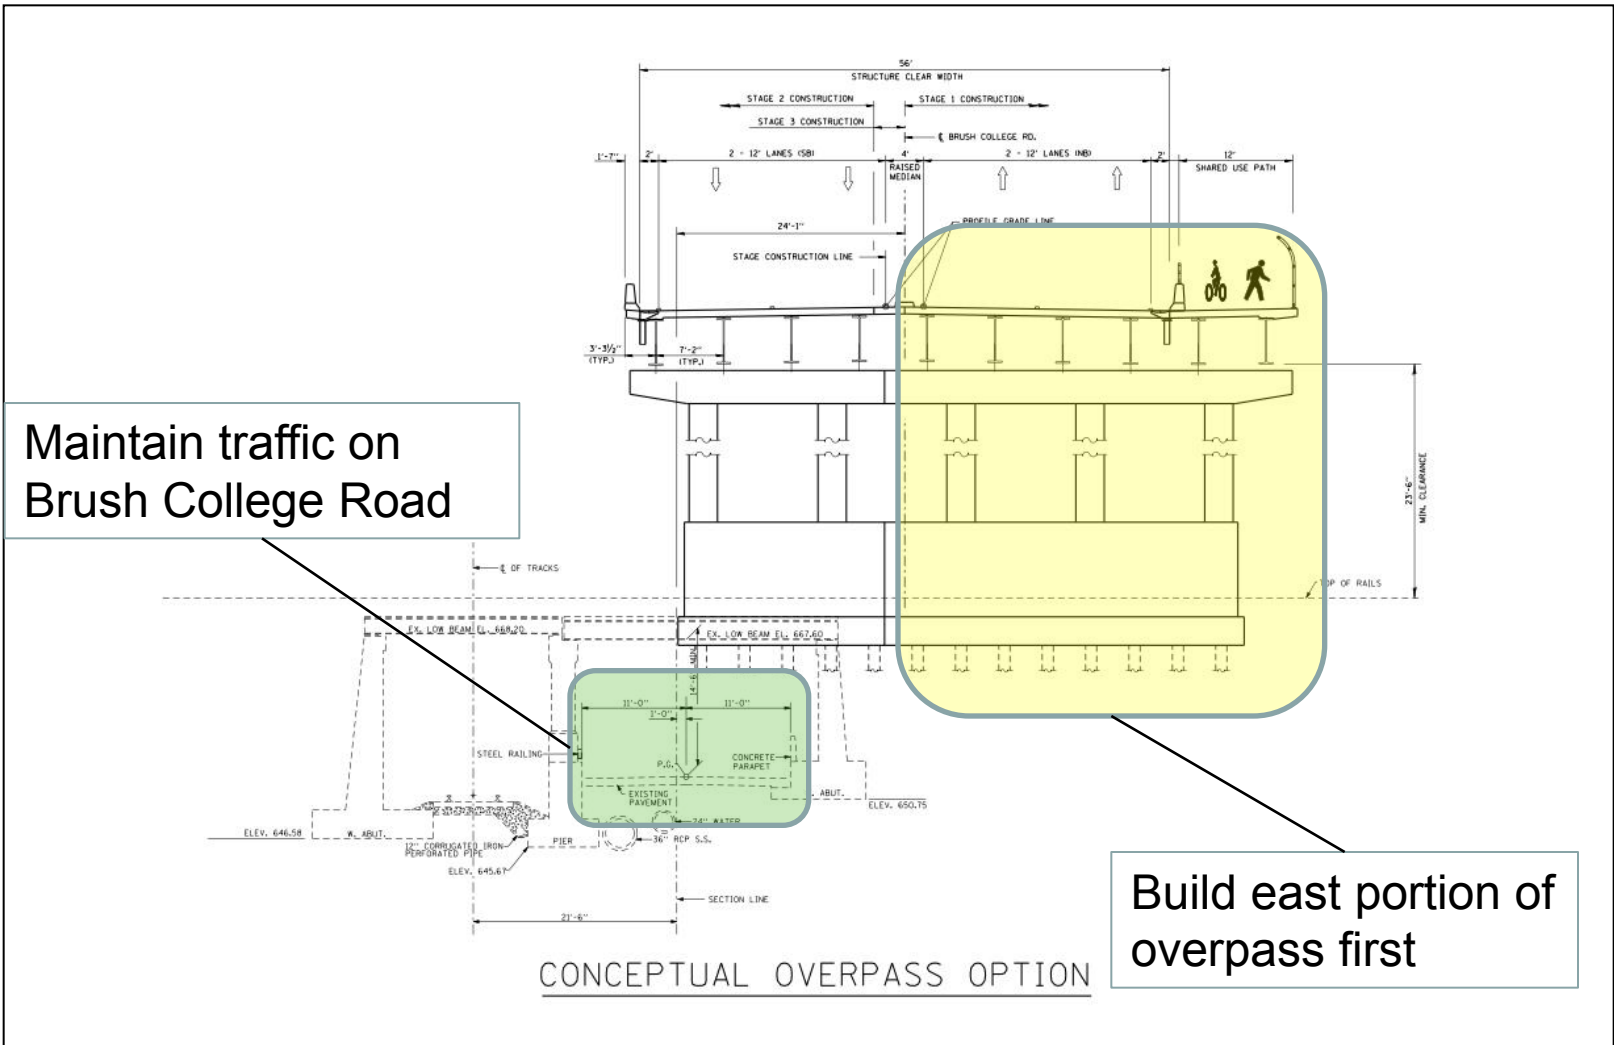 56'
STRUCTURE CLEAR WIDTH
STAGE 2 CONSTRUCTION
STAGE 1 CONSTRUCTION
STAGE 3 CONSTRUCTION
℄ BRUSH COLLEGE RD.
1'-7"
2'
2 - 12' LANES (SB)
4'
RAISED
MEDIAN
2 - 12' LANES (NB)
2'
12'
SHARED USE PATH
PROFILE GRADE LINE
24'-1"
STAGE CONSTRUCTION LINE
3'-3½"
(TYP.)
7'-2"
(TYP.)
23'-6"
MIN. CLEARANCE
Maintain traffic on
Brush College Road
℄ OF TRACKS
TOP OF RAILS
EX. LOW BEAM EL. 668.20
EX. LOW BEAM EL. 667.60
14'-6" MIN.
11'-0"
11'-0"
1'-0"
STEEL RAILING
P.G.
CONCRETE
PARAPET
EXISTING
PAVEMENT
ABUT.
ELEV. 650.75
ELEV. 646.58
W. ABUT.
24" WATER
12" CORRUGATED IRON
PERFORATED PIPE
PIER
36" RCP S.S.
ELEV. 645.67
SECTION LINE
21'-6"
Build east portion of
overpass first
CONCEPTUAL OVERPASS OPTION